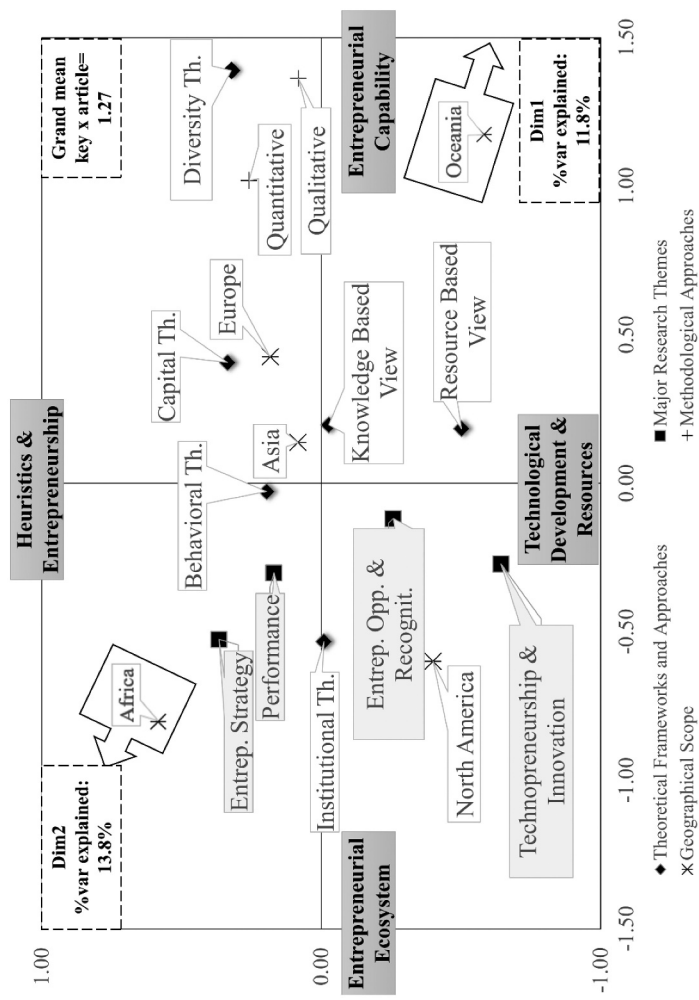 Heuristics &
Entrepreneurship
Dim2
%var explained:
13.8%
Grand mean
key x article=
1.27
1.00
0.00
-1.00
Africa
Diversity Th.
Capital Th.
Behavioral Th.
Europe
Quantitative
Qualitative
Asia
Entrep. Strategy
Performance
Institutional Th.
Entrepreneurial
Ecosystem
Entrepreneurial
Capability
Knowledge Based
View
Resource Based
View
Entrep. Opp. &
Recognit.
North America
Technopreneurship &
Innovation
Oceania
Technological
Development &
Resources
Dim1
%var explained:
11.8%
-1.50
-1.00
-0.50
0.00
0.50
1.00
1.50
Theoretical Frameworks and Approaches
Major Research Themes
Geographical Scope
Methodological Approaches